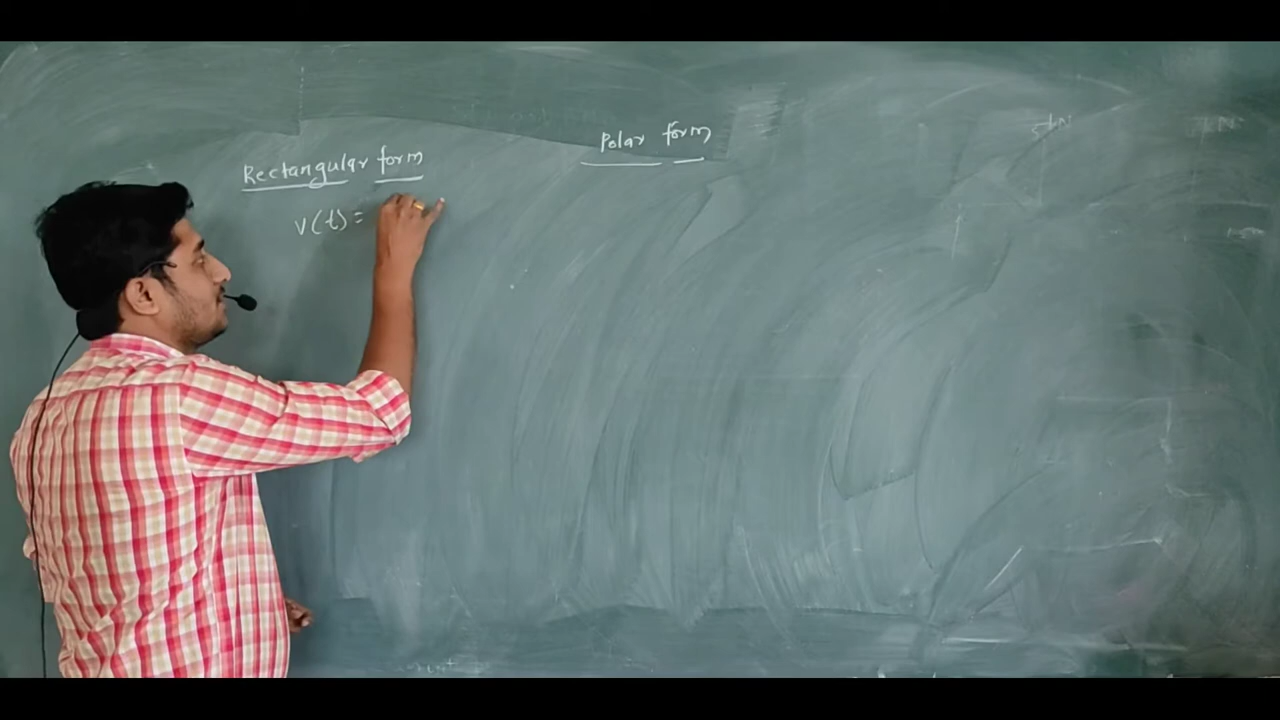 Polar form
Rectangular form
v(t) =